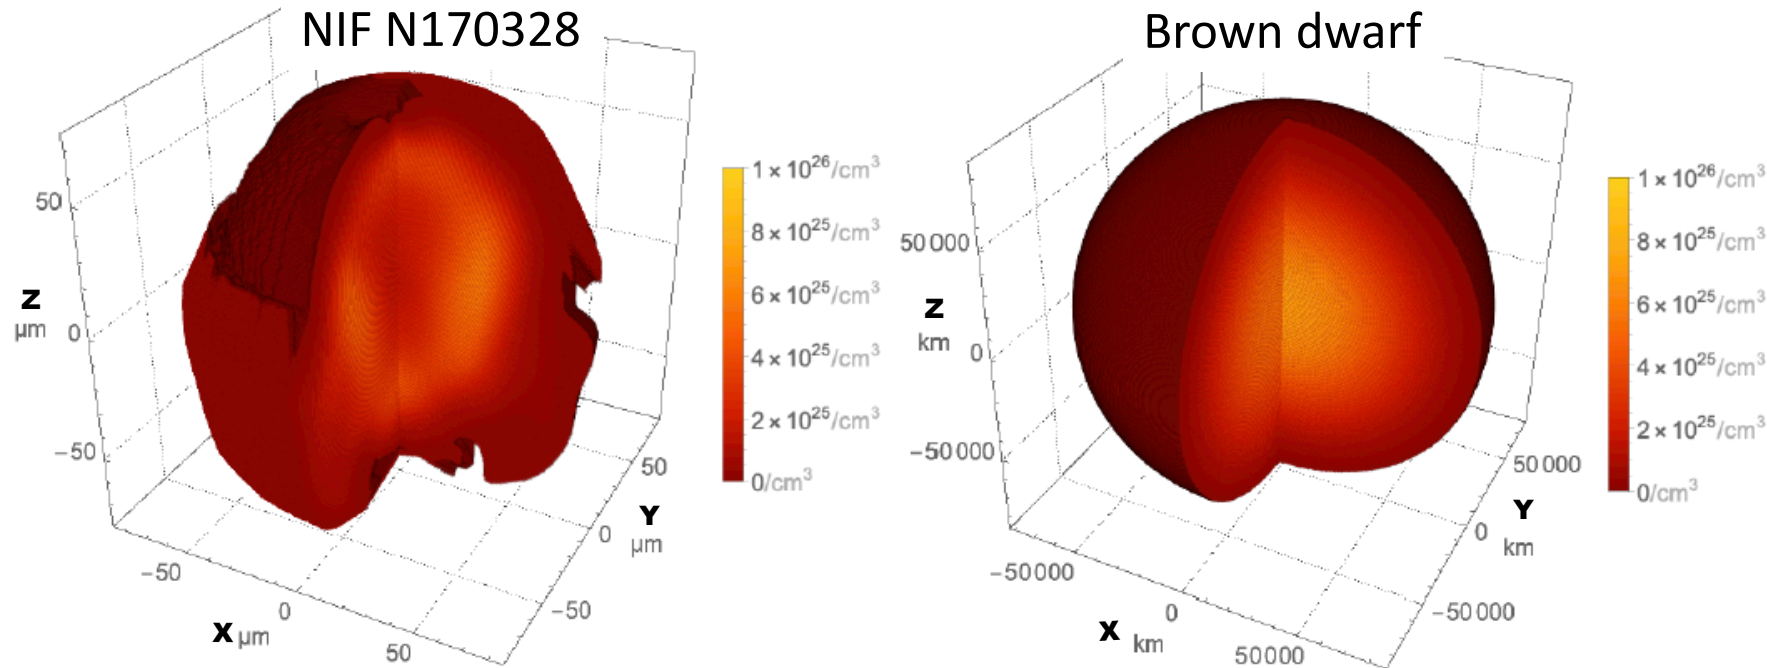 NIF N170328
50
Z
µm
0
−50
−50
0
X µm
50
−50
0
Y
µm
50
1 × 10²⁶/cm³
8 × 10²⁵/cm³
6 × 10²⁵/cm³
4 × 10²⁵/cm³
2 × 10²⁵/cm³
0/cm³
Brown dwarf
50 000
Z
km
0
−50 000
−50 000
0
X km
50 000
−50 000
0
Y
km
50 000
1 × 10²⁶/cm³
8 × 10²⁵/cm³
6 × 10²⁵/cm³
4 × 10²⁵/cm³
2 × 10²⁵/cm³
0/cm³